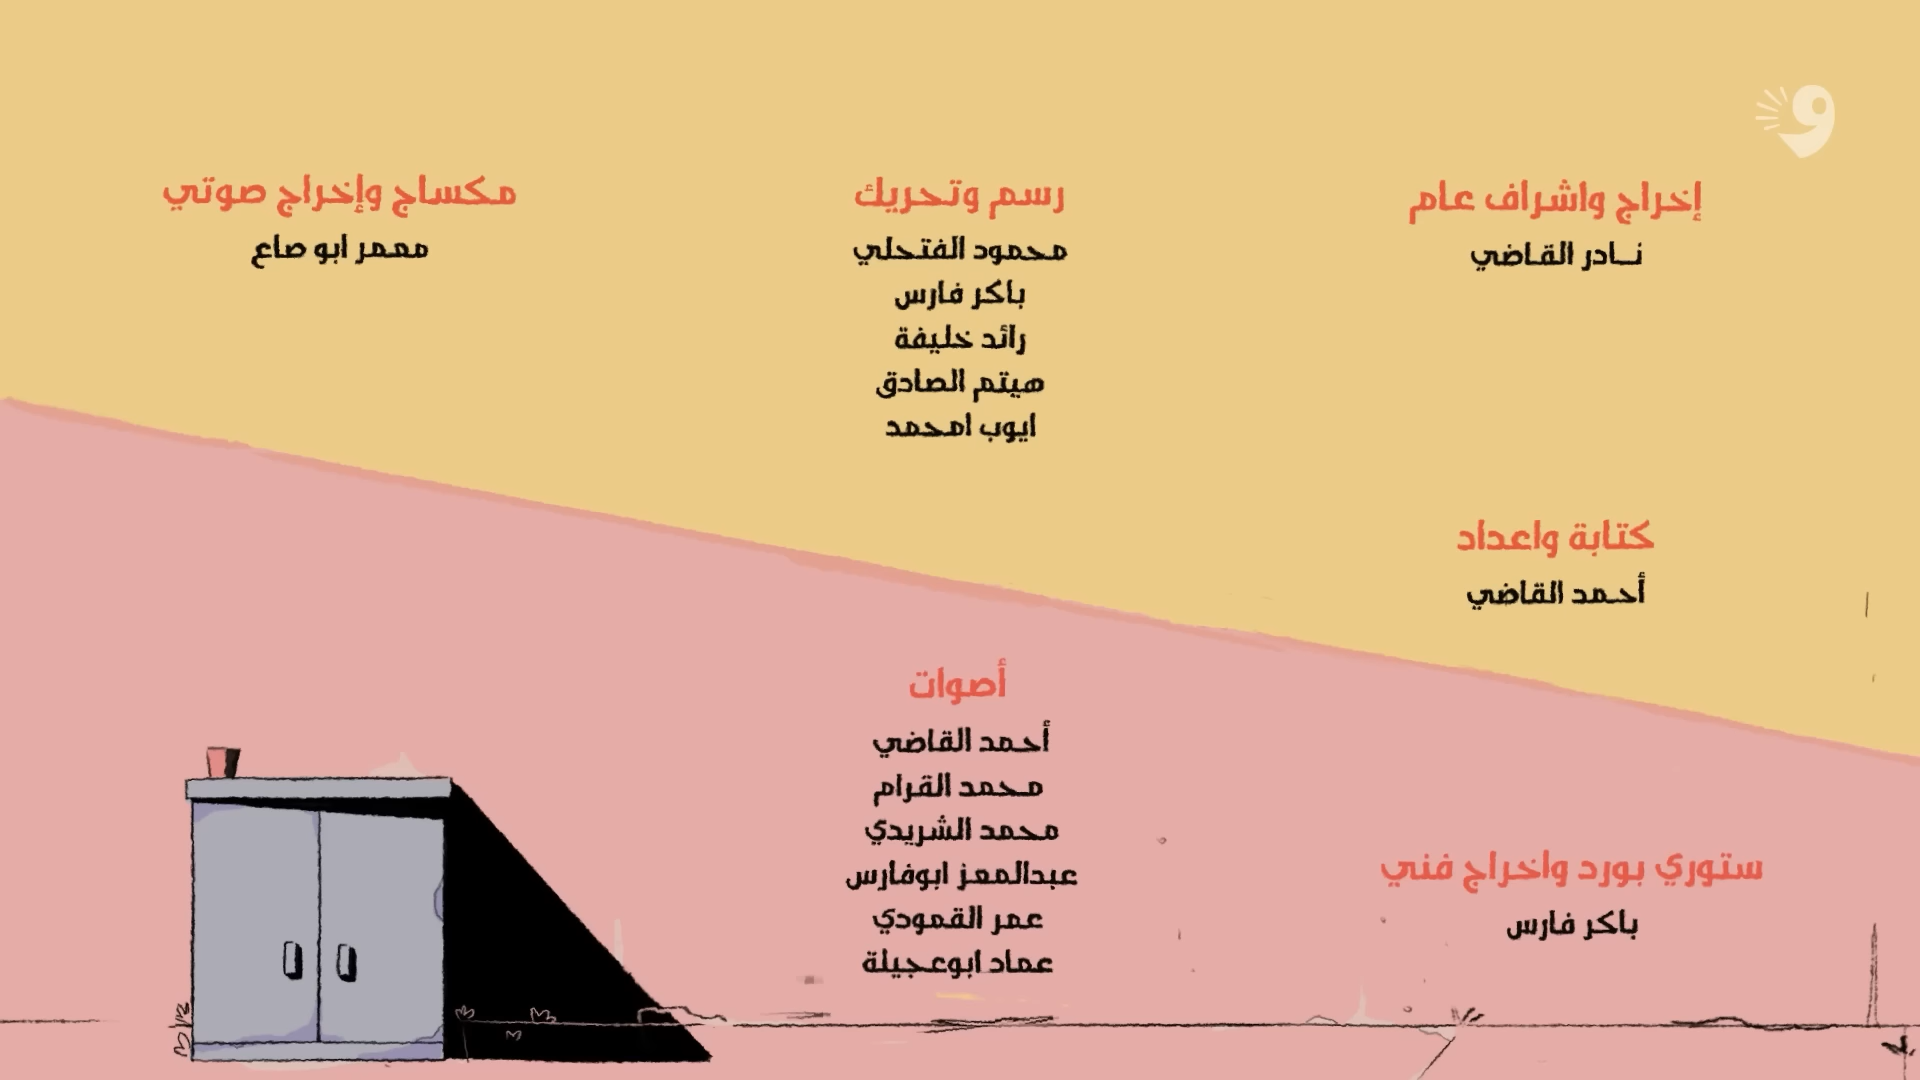 إخراج واشراف عام
نـادر القاضي
كتابة واعداد
أحمد القاضي
ستوري بورد واخراج فني
باكر فارس
رسم وتحريك
محمود الفتحلي
باكر فارس
رائد خليفة
هيتم الصادق
ايوب امحمد
أصوات
أحمد القاضي
محمد القرام
محمد الشريدي
عبدالمعز ابوفارس
عمر القمودي
عماد ابوعجيلة
مكساج وإخراج صوتي
معمر ابو صاع